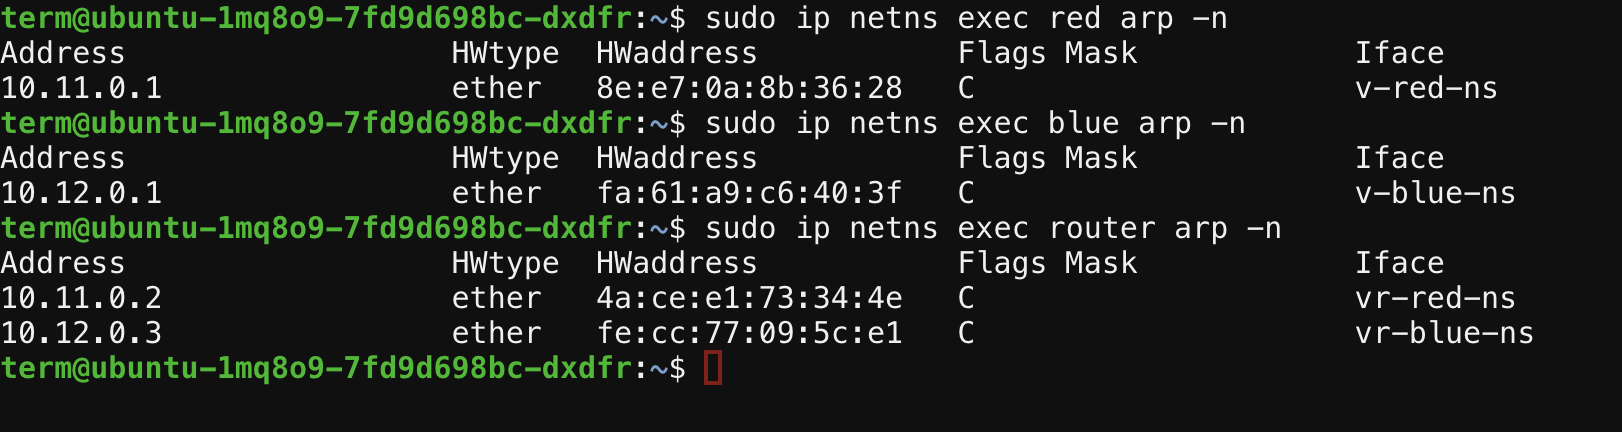 term@ubuntu-1mq8o9-7fd9d698bc-dxdfr:~$ sudo ip netns exec red arp -n
Address                  HWtype  HWaddress           Flags Mask            Iface
10.11.0.1                ether   8e:e7:0a:8b:36:28   C                     v-red-ns
term@ubuntu-1mq8o9-7fd9d698bc-dxdfr:~$ sudo ip netns exec blue arp -n
Address                  HWtype  HWaddress           Flags Mask            Iface
10.12.0.1                ether   fa:61:a9:c6:40:3f   C                     v-blue-ns
term@ubuntu-1mq8o9-7fd9d698bc-dxdfr:~$ sudo ip netns exec router arp -n
Address                  HWtype  HWaddress           Flags Mask            Iface
10.11.0.2                ether   4a:ce:e1:73:34:4e   C                     vr-red-ns
10.12.0.3                ether   fe:cc:77:09:5c:e1   C                     vr-blue-ns
term@ubuntu-1mq8o9-7fd9d698bc-dxdfr:~$